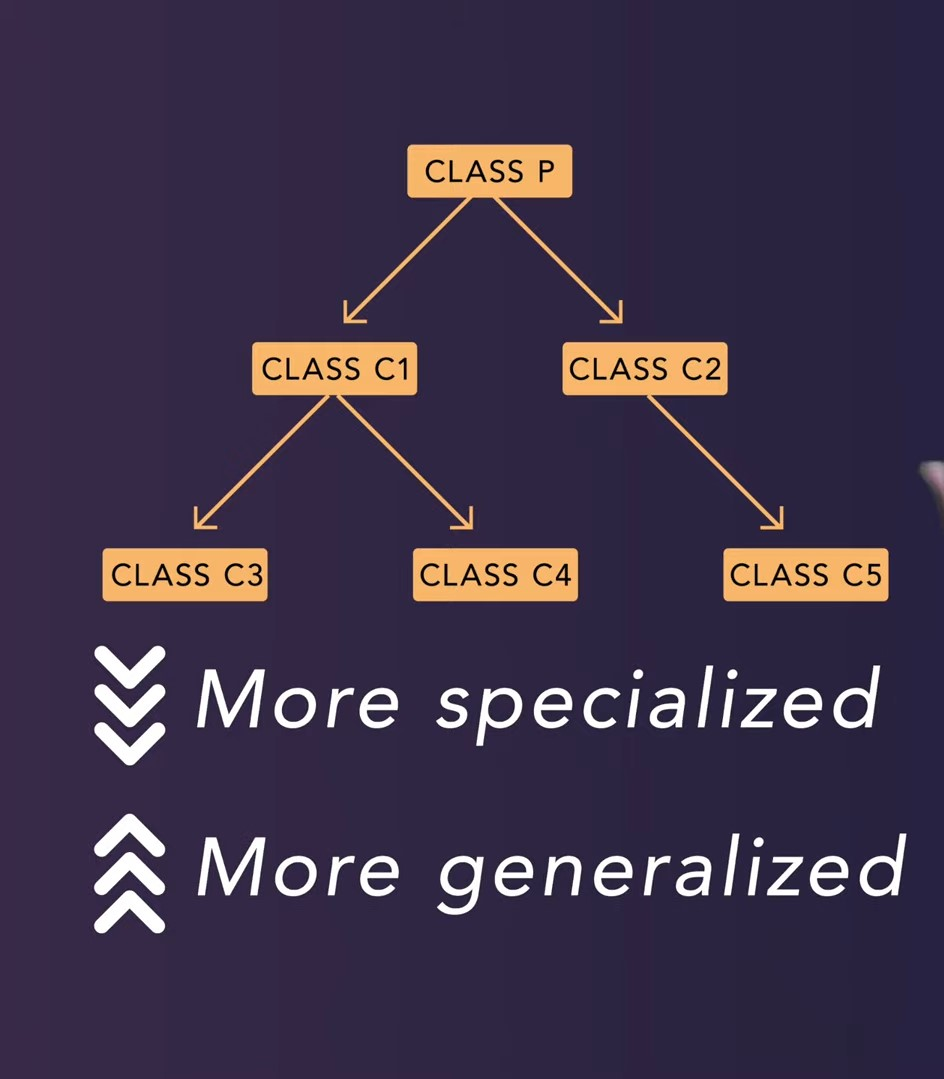 CLASS P
CLASS C1
CLASS C2
CLASS C3
CLASS C4
CLASS C5
More specialized
More generalized